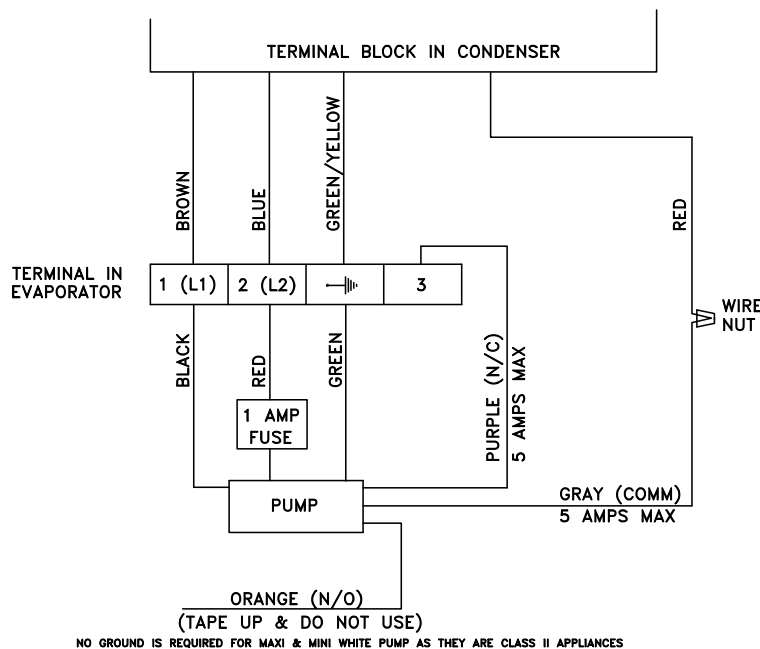 TERMINAL BLOCK IN CONDENSER
BROWN
BLUE
GREEN/YELLOW
RED
TERMINAL IN
EVAPORATOR
1 (L1)
2 (L2)
3
WIRE
NUT
BLACK
RED
GREEN
PURPLE (N/C)
5 AMPS MAX
1 AMP
FUSE
PUMP
GRAY (COMM)
5 AMPS MAX
ORANGE (N/O)
(TAPE UP & DO NOT USE)
NO GROUND IS REQUIRED FOR MAXI & MINI WHITE PUMP AS THEY ARE CLASS II APPLIANCES